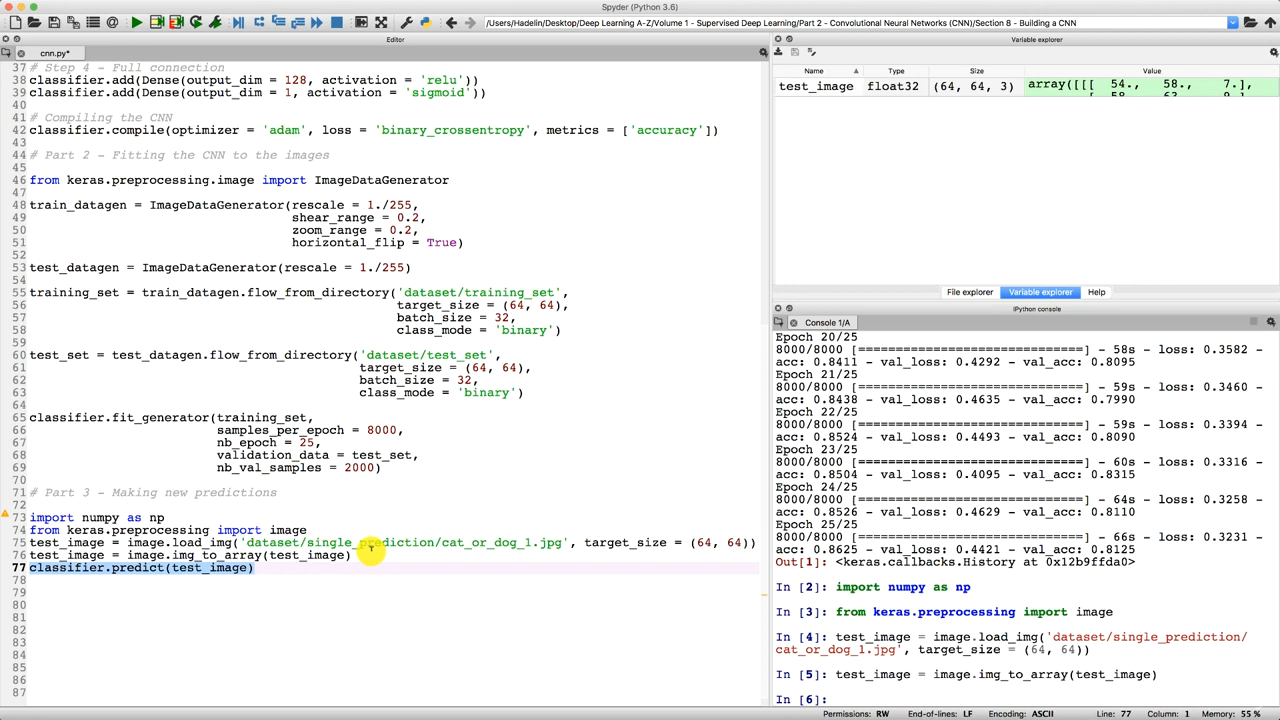 Spyder (Python 3.6)
/Users/Hadelin/Desktop/Deep Learning A-Z/Volume 1 - Supervised Deep Learning/Part 2 - Convolutional Neural Networks (CNN)/Section 8 - Building a CNN
Editor
cnn.py*
37 # Step 4 - Full connection
38 classifier.add(Dense(output_dim = 128, activation = 'relu'))
39 classifier.add(Dense(output_dim = 1, activation = 'sigmoid'))
40
41 # Compiling the CNN
42 classifier.compile(optimizer = 'adam', loss = 'binary_crossentropy', metrics = ['accuracy'])
43
44 # Part 2 - Fitting the CNN to the images
45
46 from keras.preprocessing.image import ImageDataGenerator
47
48 train_datagen = ImageDataGenerator(rescale = 1./255,
49 shear_range = 0.2,
50 zoom_range = 0.2,
51 horizontal_flip = True)
52
53 test_datagen = ImageDataGenerator(rescale = 1./255)
54
55 training_set = train_datagen.flow_from_directory('dataset/training_set',
56 target_size = (64, 64),
57 batch_size = 32,
58 class_mode = 'binary')
59
60 test_set = test_datagen.flow_from_directory('dataset/test_set',
61 target_size = (64, 64),
62 batch_size = 32,
63 class_mode = 'binary')
64
65 classifier.fit_generator(training_set,
66 samples_per_epoch = 8000,
67 nb_epoch = 25,
68 validation_data = test_set,
69 nb_val_samples = 2000)
70
71 # Part 3 - Making new predictions
72
73 import numpy as np
74 from keras.preprocessing import image
75 test_image = image.load_img('dataset/single_prediction/cat_or_dog_1.jpg', target_size = (64, 64))
76 test_image = image.img_to_array(test_image)
77 classifier.predict(test_image)
78
79
80
81
82
83
84
85
86
87
Variable explorer
Name Type Size Value
test_image float32 (64, 64, 3) array([[[ 54., 58., 7.],
File explorer Variable explorer Help
IPython console
Console 1/A
Epoch 20/25
8000/8000 [==============================] - 58s - loss: 0.3582 -
acc: 0.8411 - val_loss: 0.4292 - val_acc: 0.8095
Epoch 21/25
8000/8000 [==============================] - 59s - loss: 0.3460 -
acc: 0.8438 - val_loss: 0.4635 - val_acc: 0.7990
Epoch 22/25
8000/8000 [==============================] - 59s - loss: 0.3394 -
acc: 0.8524 - val_loss: 0.4493 - val_acc: 0.8090
Epoch 23/25
8000/8000 [==============================] - 60s - loss: 0.3316 -
acc: 0.8504 - val_loss: 0.4095 - val_acc: 0.8315
Epoch 24/25
8000/8000 [==============================] - 64s - loss: 0.3258 -
acc: 0.8526 - val_loss: 0.4629 - val_acc: 0.8110
Epoch 25/25
8000/8000 [==============================] - 66s - loss: 0.3231 -
acc: 0.8625 - val_loss: 0.4421 - val_acc: 0.8125
Out[1]: <keras.callbacks.History at 0x12b9ffda0>
In [2]: import numpy as np
In [3]: from keras.preprocessing import image
In [4]: test_image = image.load_img('dataset/single_prediction/
cat_or_dog_1.jpg', target_size = (64, 64))
In [5]: test_image = image.img_to_array(test_image)
In [6]:
Permissions: RW End-of-lines: LF Encoding: ASCII Line: 77 Column: 1 Memory: 55 %